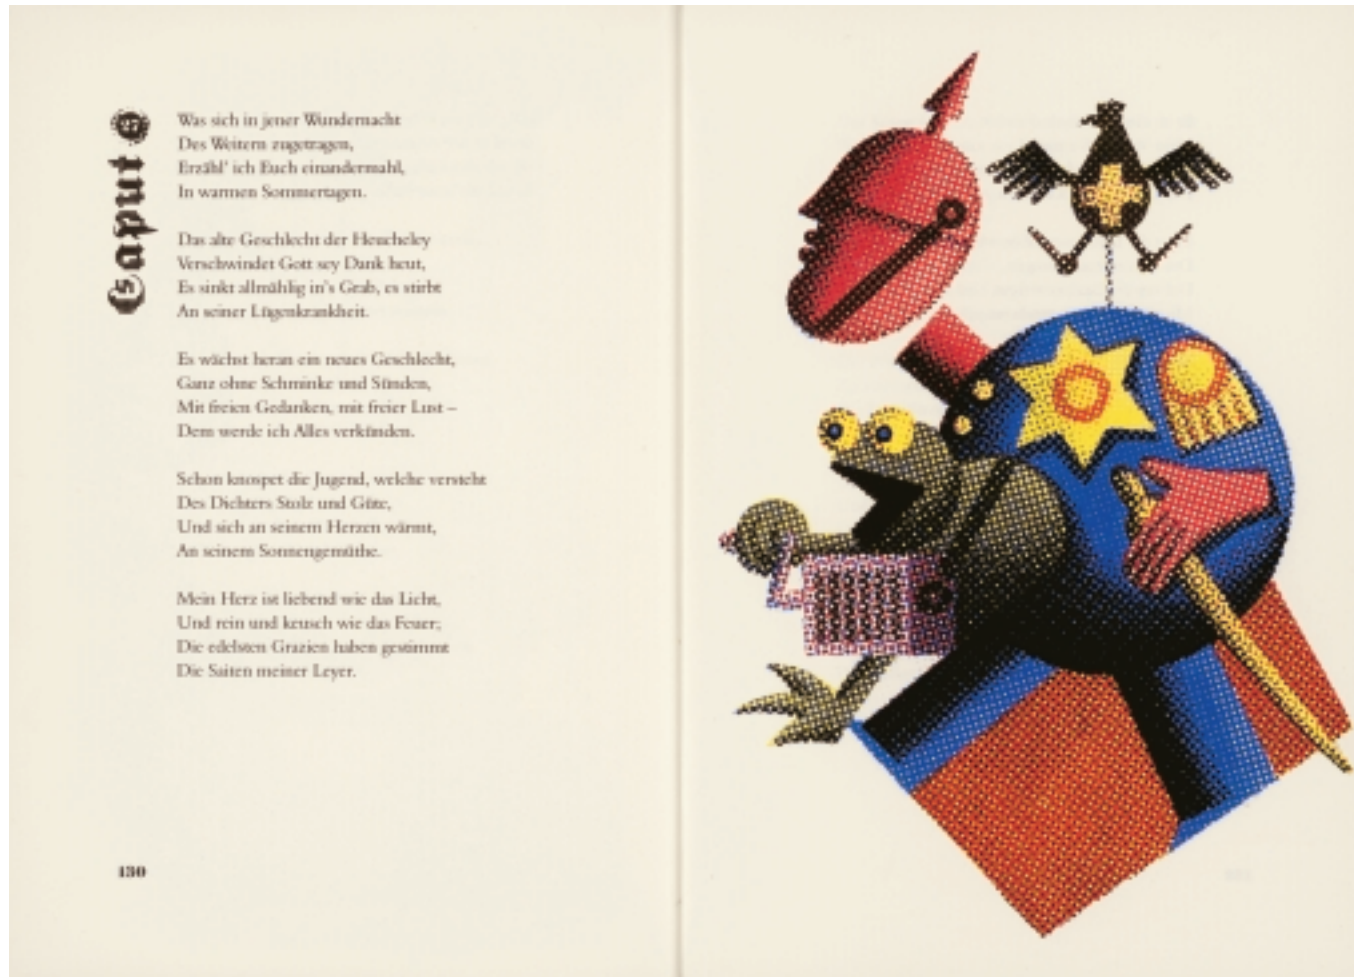 Caput
Was sich in jener Wundernacht
Des Weitern zugetragen,
Erzähl' ich Euch einandermahl,
In warmen Sommertagen.
Das alte Geschlecht der Heucheley
Verschwindet Gott sey Dank heut,
Es sinkt allmählig in's Grab, es stirbt
An seiner Lügenkrankheit.
Es wächst heran ein neues Geschlecht,
Ganz ohne Schminke und Sünden,
Mit freien Gedanken, mit freier Lust –
Dem werde ich Alles verkünden.
Schon knospet die Jugend, welche versteht
Des Dichters Stolz und Güte,
Und sich an seinem Herzen wärmt,
An seinem Sonnengemüthe.
Mein Herz ist liebend wie das Licht,
Und rein und keusch wie das Feuer;
Die edelsten Grazien haben gestimmt
Die Saiten meiner Leyer.
130